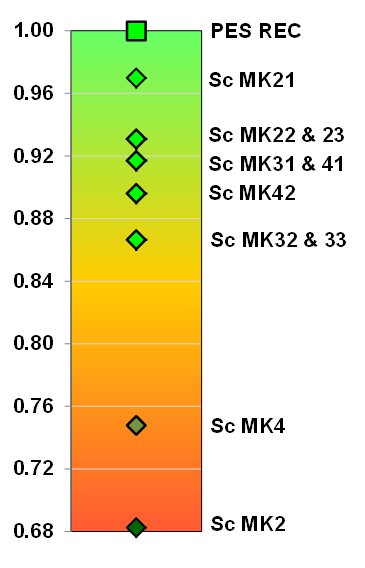 1.00 PES REC
Sc MK21
0.96
Sc MK22 & 23
0.92
Sc MK31 & 41
Sc MK42
0.88
Sc MK32 & 33
0.84
0.80
0.76
Sc MK4
0.72
Sc MK2
0.68